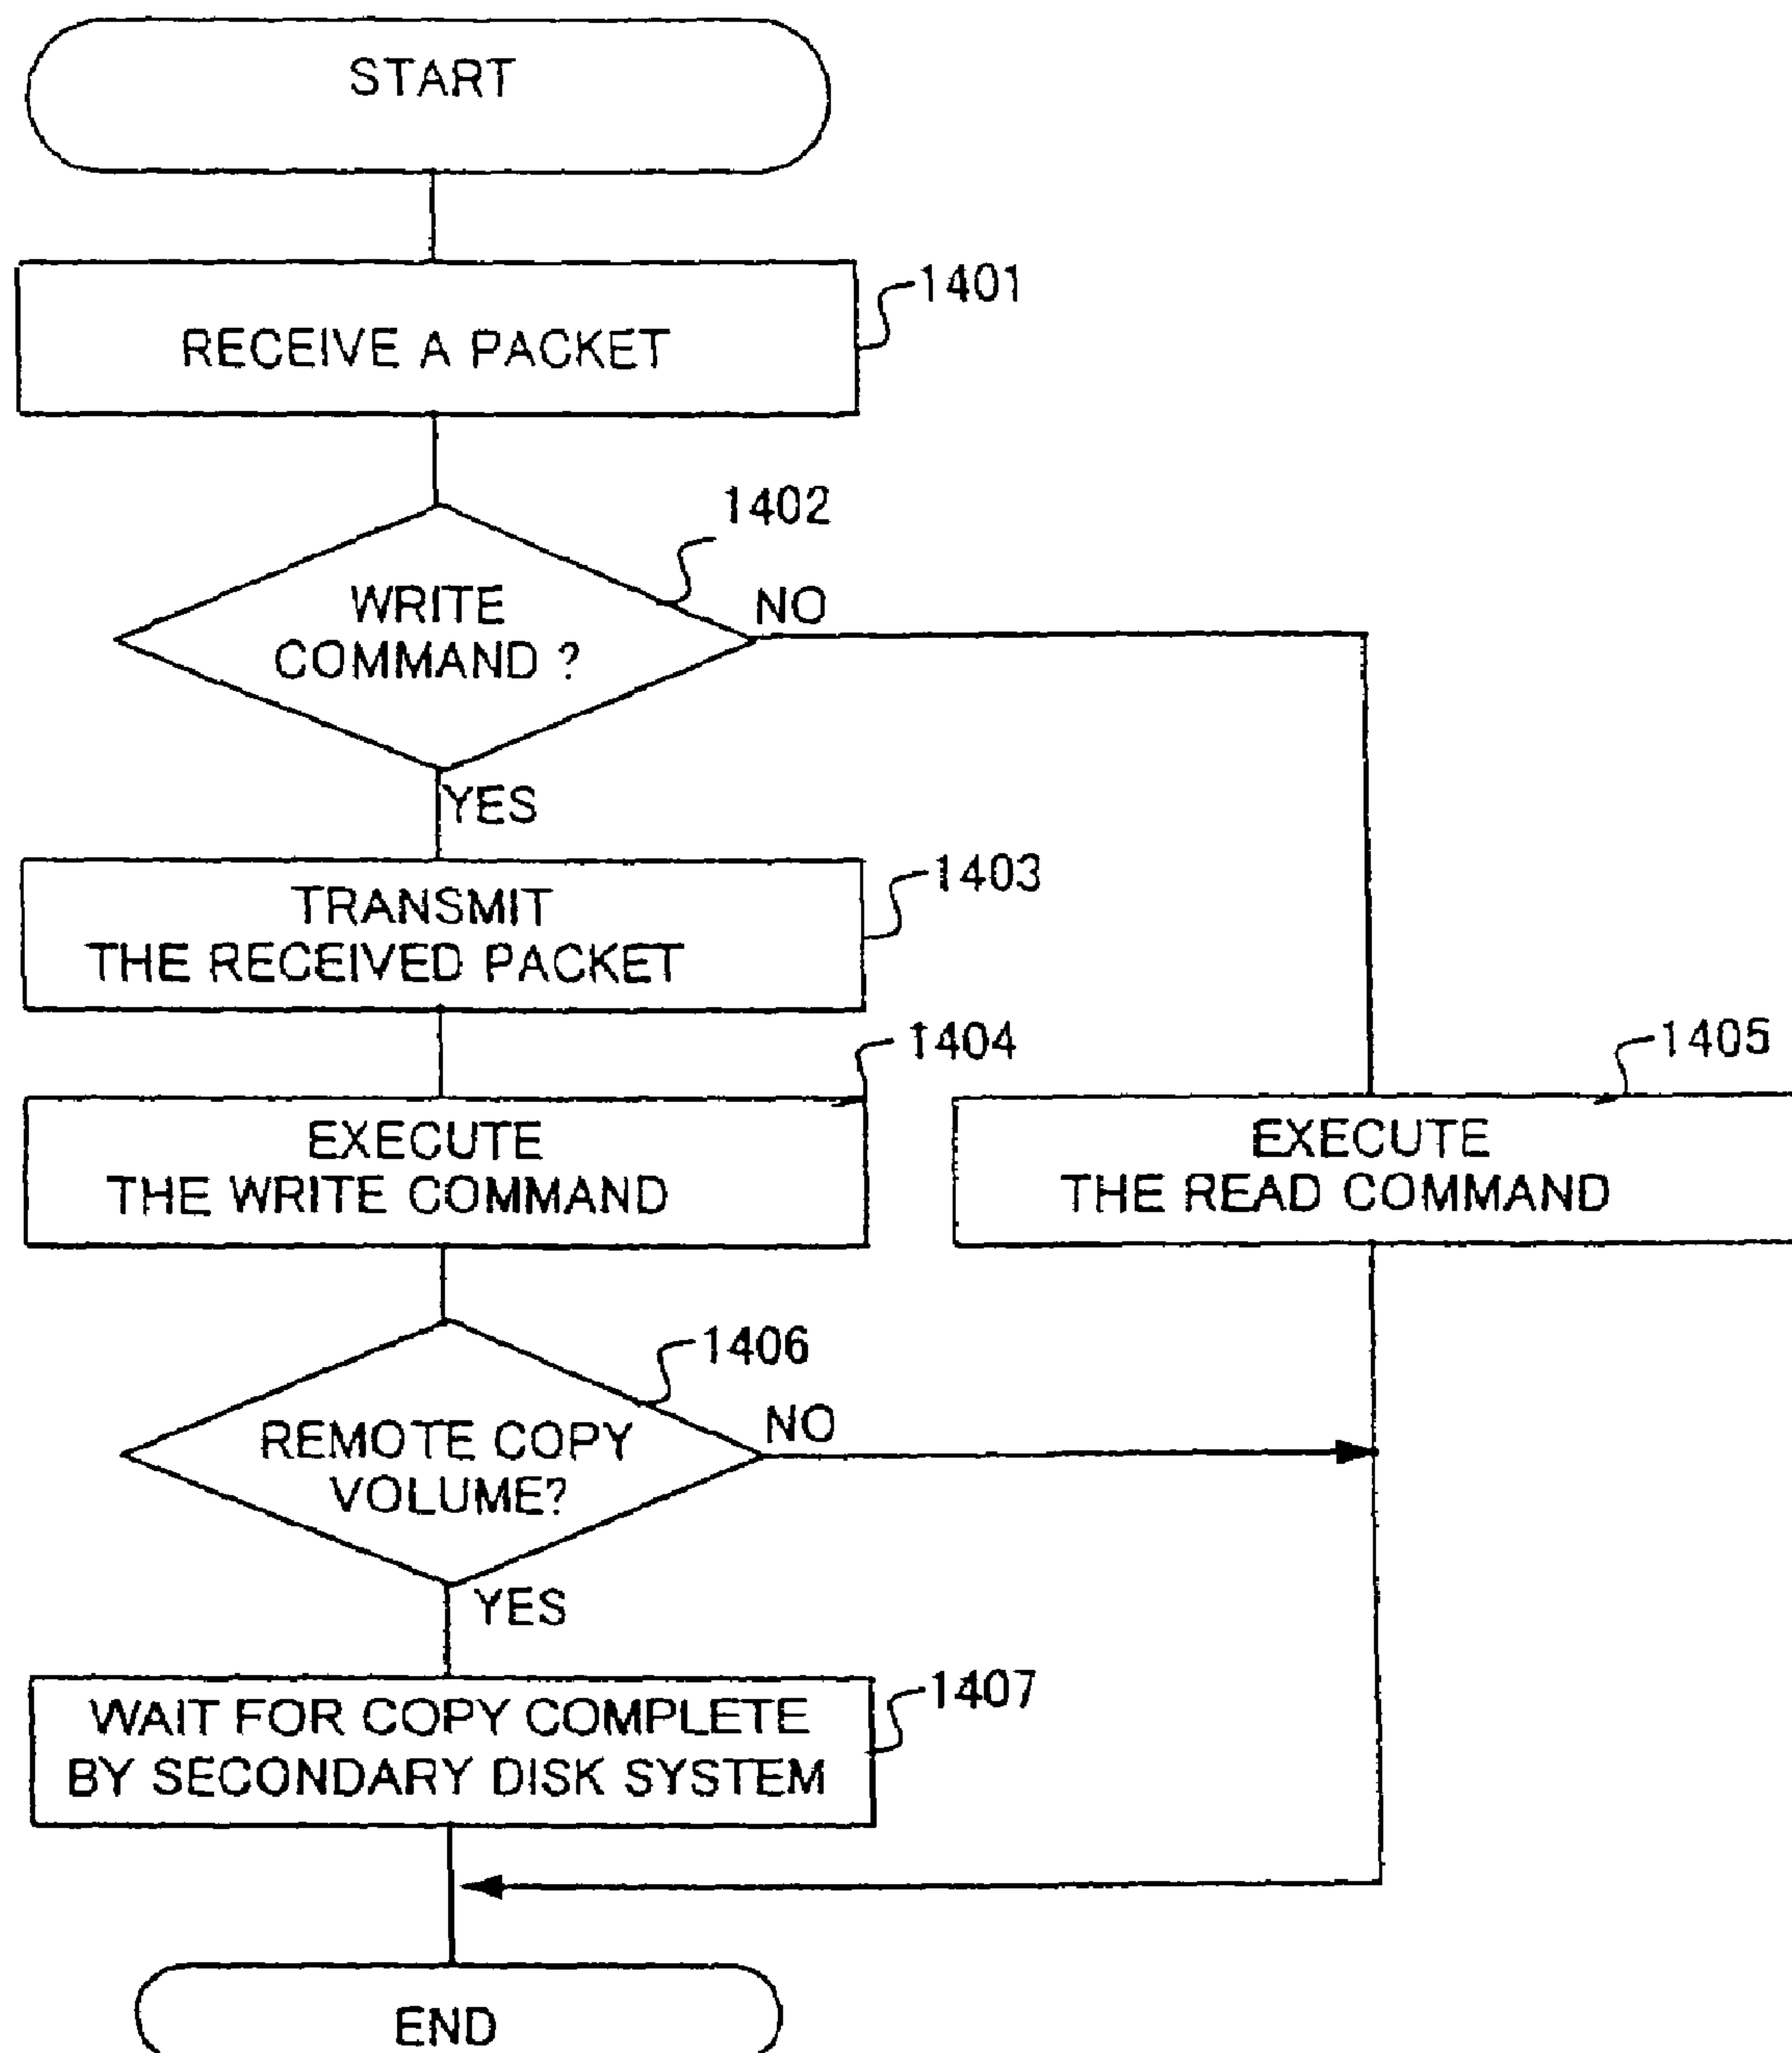 START
1401
RECEIVE A PACKET
1402
WRITE
COMMAND ?
NO
YES
1403
TRANSMIT
THE RECEIVED PACKET
1404
EXECUTE
THE WRITE COMMAND
1405
EXECUTE
THE READ COMMAND
1406
REMOTE COPY
VOLUME?
NO
YES
1407
WAIT FOR COPY COMPLETE
BY SECONDARY DISK SYSTEM
END